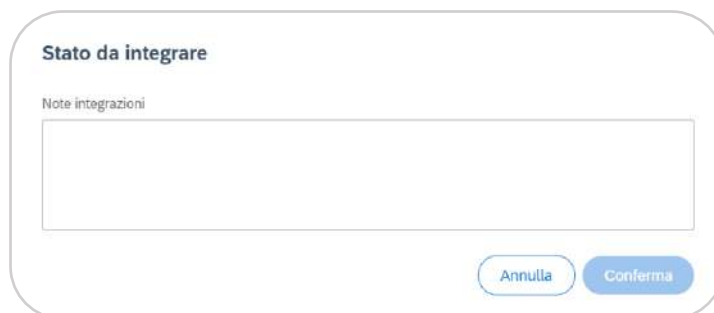 Stato da integrare
Note integrazioni
Annulla Conferma